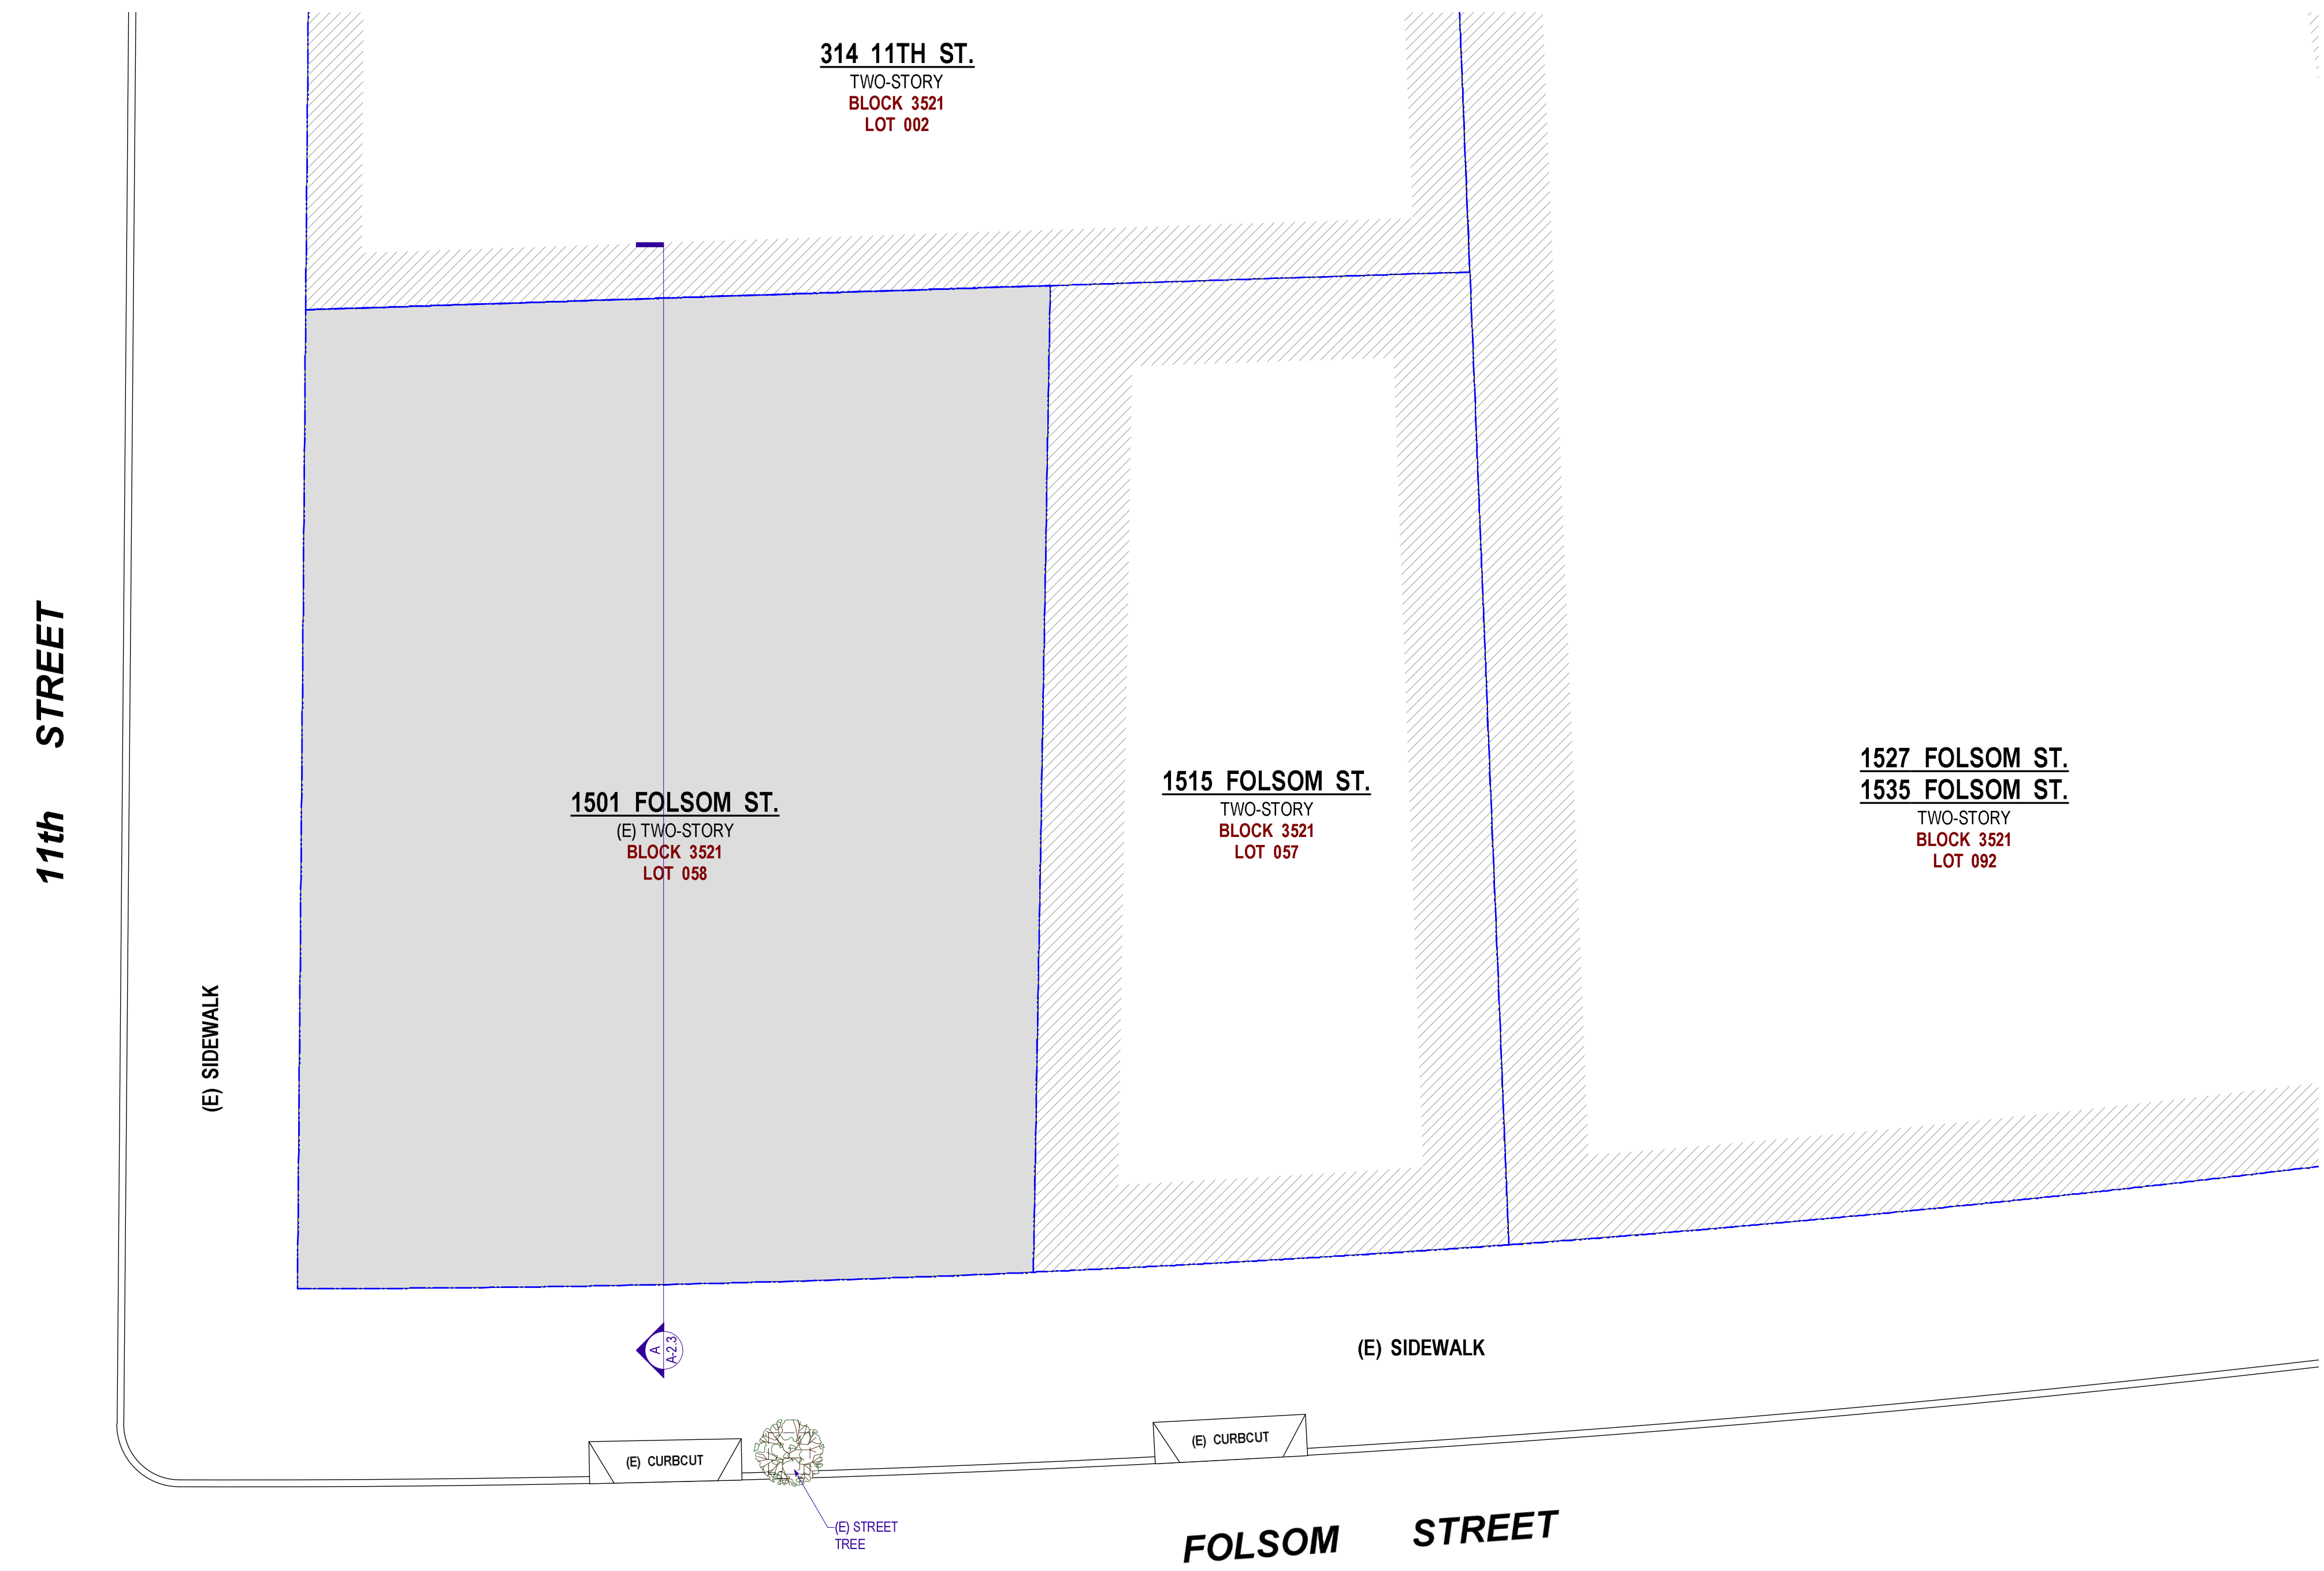 314 11TH ST.
TWO-STORY
BLOCK 3521
LOT 002
11th STREET
(E) SIDEWALK
1501 FOLSOM ST.
(E) TWO-STORY
BLOCK 3521
LOT 058
1515 FOLSOM ST.
TWO-STORY
BLOCK 3521
LOT 057
1527 FOLSOM ST.
1535 FOLSOM ST.
TWO-STORY
BLOCK 3521
LOT 092
A
A-2.3
(E) SIDEWALK
(E) CURBCUT
(E) CURBCUT
(E) STREET
TREE
FOLSOM STREET